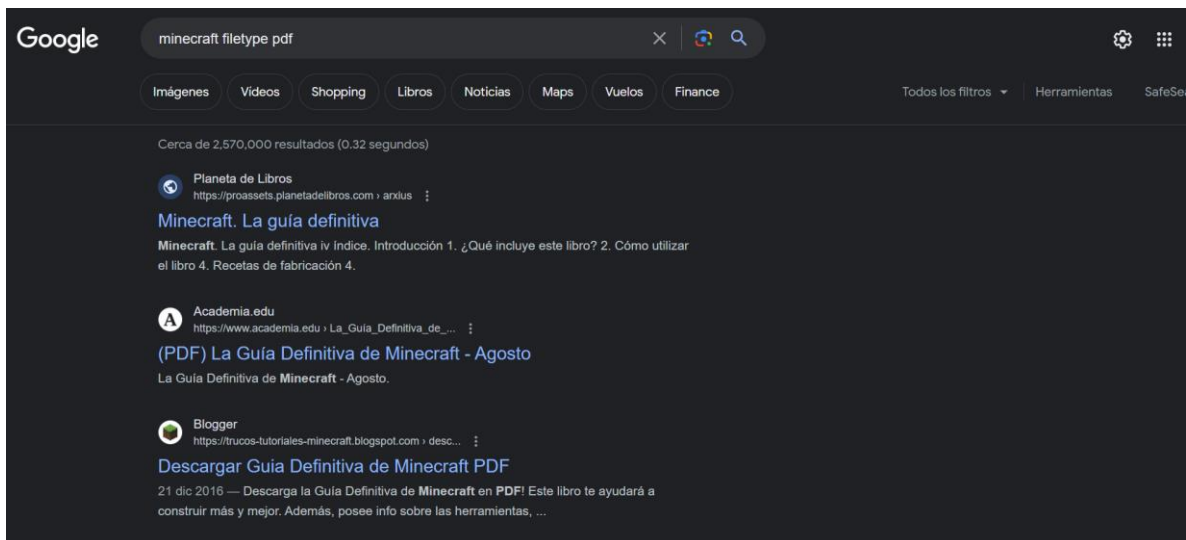 Google
minecraft filetype pdf
Imágenes Vídeos Shopping Libros Noticias Maps Vuelos Finance
Todos los filtros Herramientas SafeSea
Cerca de 2,570,000 resultados (0.32 segundos)
Planeta de Libros
https://proassets.planetadelibros.com › arxius
Minecraft. La guía definitiva
Minecraft. La guía definitiva iv Índice. Introducción 1. ¿Qué incluye este libro? 2. Cómo utilizar
el libro 4. Recetas de fabricación 4.
A
Academia.edu
https://www.academia.edu › La_Guía_Definitiva_de_...
(PDF) La Guía Definitiva de Minecraft - Agosto
La Guía Definitiva de Minecraft - Agosto.
Blogger
https://trucos-tutoriales-minecraft.blogspot.com › desc...
Descargar Guia Definitiva de Minecraft PDF
21 dic 2016 — Descarga la Guía Definitiva de Minecraft en PDF! Este libro te ayudará a
construir más y mejor. Además, posee info sobre las herramientas, ...